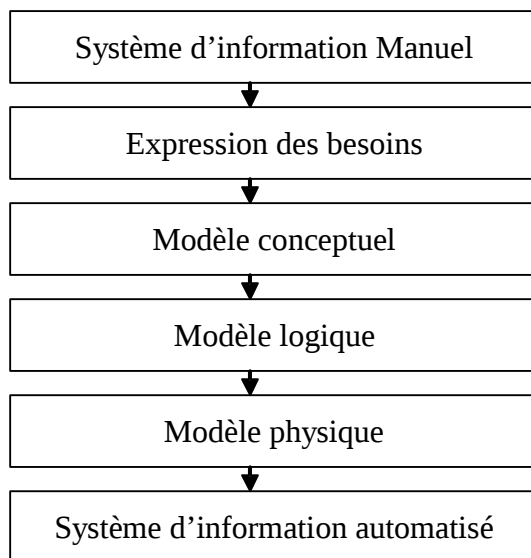 Système d’information Manuel
Expression des besoins
Modèle conceptuel
Modèle logique
Modèle physique
Système d’information automatisé